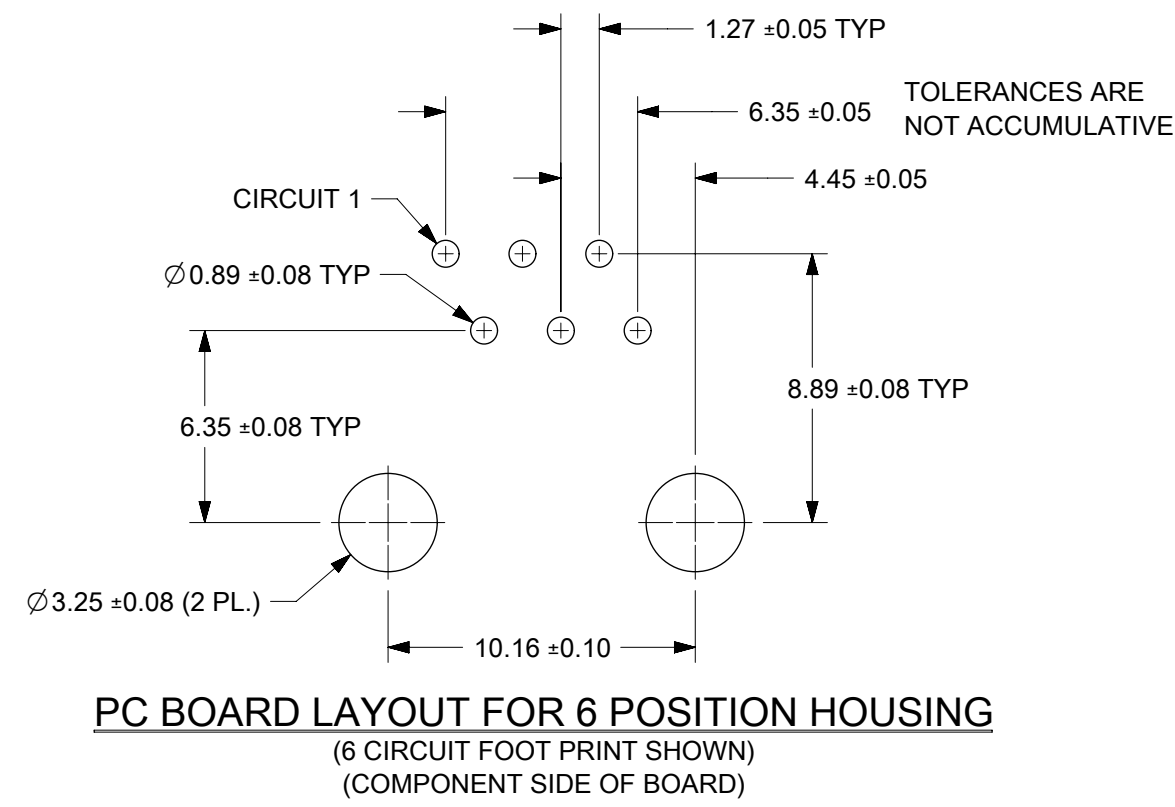 1.27 ±0.05 TYP
6.35 ±0.05
TOLERANCES ARE
NOT ACCUMULATIVE
4.45 ±0.05
CIRCUIT 1
∅0.89 ±0.08 TYP
8.89 ±0.08 TYP
6.35 ±0.08 TYP
∅3.25 ±0.08 (2 PL.)
10.16 ±0.10
PC BOARD LAYOUT FOR 6 POSITION HOUSING
(6 CIRCUIT FOOT PRINT SHOWN)
(COMPONENT SIDE OF BOARD)